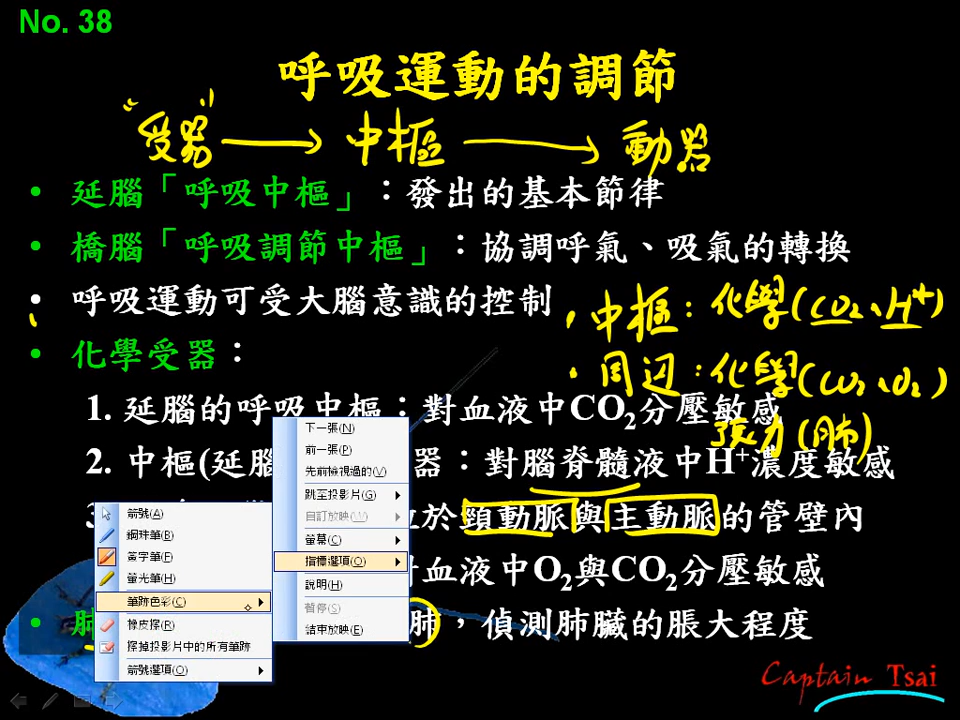 No. 38
呼吸運動的調節
"受器" → 中樞 → 動器
• 延腦「呼吸中樞」：發出的基本節律
• 橋腦「呼吸調節中樞」：協調呼氣、吸氣的轉換
• 呼吸運動可受大腦意識的控制
• 中樞：化學(CO2、H+)
• 化學受器：
• 周边：化學(CO2、O2)
張力(肺)
1. 延腦的呼吸中樞：對血液中CO2分壓敏感
2. 中樞(延腦 器：對腦脊髓液中H+濃度敏感
3 位於頸動脈與主動脈的管壁內
對血液中O2與CO2分壓敏感
• 肺 肺，偵測肺臟的脹大程度
下一張(N)
前一張(P)
先前檢視過的(V)
跳至投影片(G)
自訂放映(W)
螢幕(C)
指標選項(O)
說明(H)
暫停(S)
結束放映(E)
箭號(A)
鋼珠筆(B)
簽字筆(F)
螢光筆(H)
筆跡色彩(C)
橡皮擦(R)
擦掉投影片中的所有筆跡
箭號選項(O)
Captain Tsai